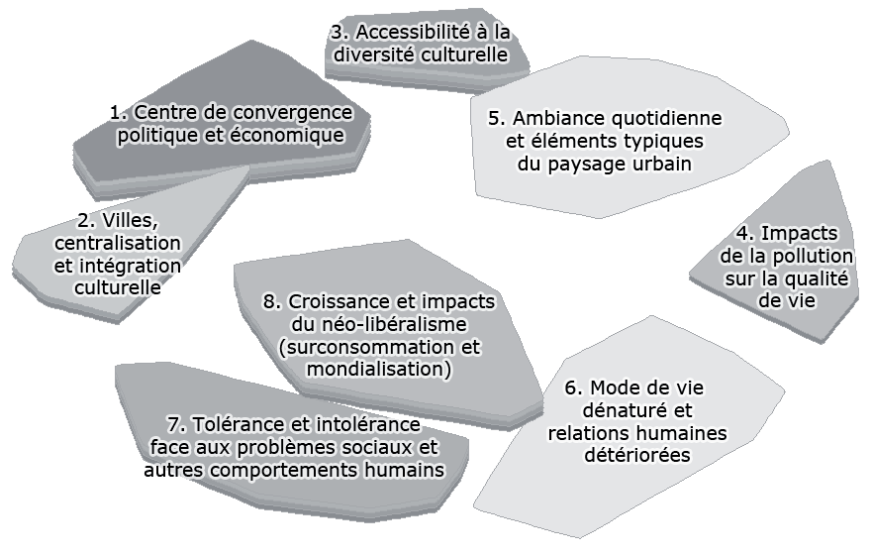 1. Centre de convergence
politique et économique
2. Villes,
centralisation
et intégration
culturelle
3. Accessibilité à la
diversité culturelle
4. Impacts
de la pollution
sur la qualité
de vie
5. Ambiance quotidienne
et éléments typiques
du paysage urbain
6. Mode de vie
dénaturé et
relations humaines
détériorées
7. Tolérance et intolérance
face aux problèmes sociaux et
autres comportements humains
8. Croissance et impacts
du néo-libéralisme
(surconsommation et
mondialisation)